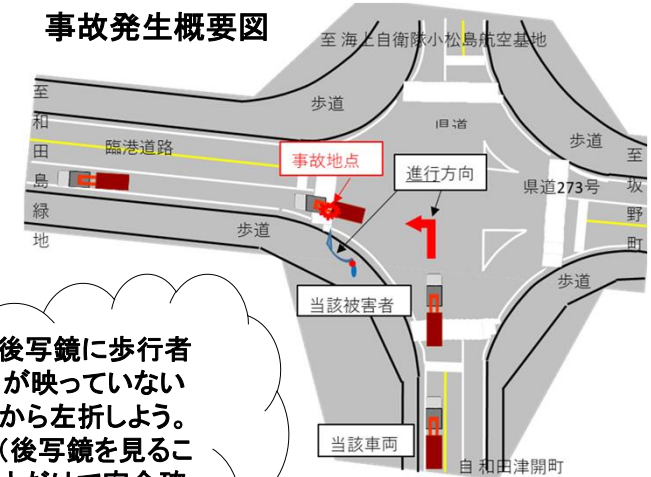 事故発生概要図
至 海上自衛隊小松島航空基地
歩道
県道
至和田島緑地
臨港道路
事故地点
進行方向
歩道
県道273号
至坂野町
歩道
歩道
当該被害者
後写鏡に歩行者
が映っていない
から左折しよう。
(後写鏡を見るこ
当該車両
自 和田津開町